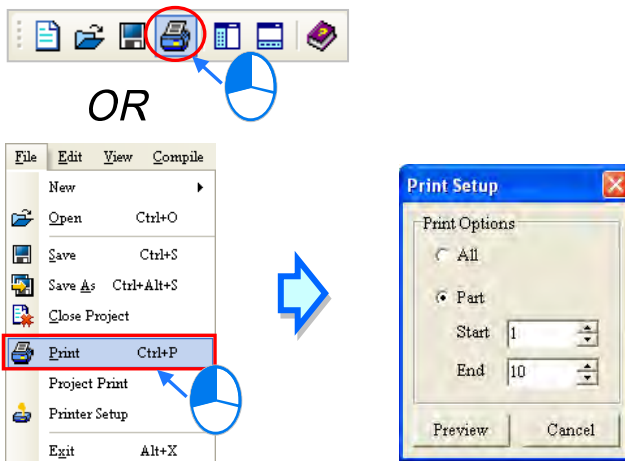 OR
File Edit View Compile
New
Open Ctrl+O
Save Ctrl+S
Save As Ctrl+Alt+S
Close Project
Print Ctrl+P
Project Print
Printer Setup
Exit Alt+X
Print Setup
Print Options
All
Part
Start 1
End 10
Preview Cancel